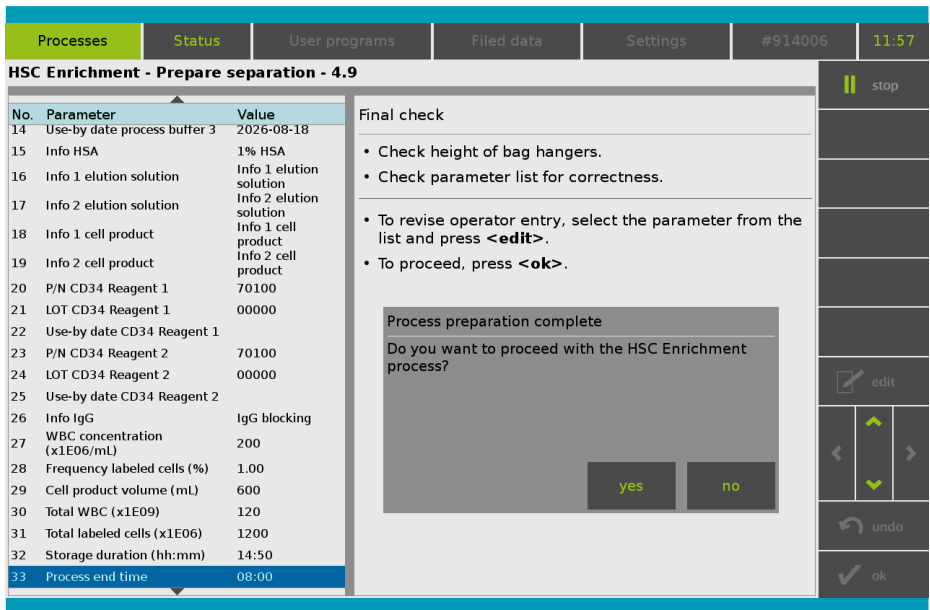 Processes Status User programs Filed data Settings #914006 11:57
HSC Enrichment - Prepare separation - 4.9
No. Parameter Value
14 Use-by date process buffer 3 2026-08-18
15 Info HSA 1% HSA
16 Info 1 elution solution Info 1 elution
solution
17 Info 2 elution solution Info 2 elution
solution
18 Info 1 cell product Info 1 cell
product
19 Info 2 cell product Info 2 cell
product
20 P/N CD34 Reagent 1 70100
21 LOT CD34 Reagent 1 00000
22 Use-by date CD34 Reagent 1
23 P/N CD34 Reagent 2 70100
24 LOT CD34 Reagent 2 00000
25 Use-by date CD34 Reagent 2
26 Info IgG IgG blocking
27 WBC concentration
(x1E06/mL) 200
28 Frequency labeled cells (%) 1.00
29 Cell product volume (mL) 600
30 Total WBC (x1E09) 120
31 Total labeled cells (x1E06) 1200
32 Storage duration (hh:mm) 14:50
33 Process end time 08:00
Final check
• Check height of bag hangers.
• Check parameter list for correctness.
• To revise operator entry, select the parameter from the
list and press <edit>.
• To proceed, press <ok>.
Process preparation complete
Do you want to proceed with the HSC Enrichment
process?
yes no
stop
edit
undo
ok